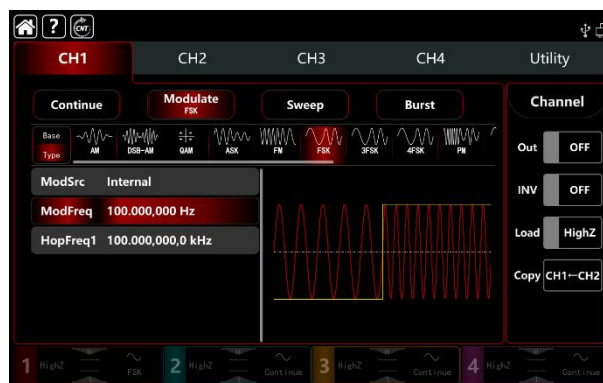 ? CNT
CH1 CH2 CH3 CH4 Utility
Continue Modulate FSK Sweep Burst Channel
Base Type AM DSB-AM QAM ASK FM FSK 3FSK 4FSK PM
Out OFF
ModSrc Internal
INV OFF
ModFreq 100.000,000 Hz
Load HighZ
HopFreq1 100.000,000,0 kHz
Copy CH1←CH2
1 HighZ FSK 2 HighZ Continue 3 HighZ Continue 4 HighZ Continue